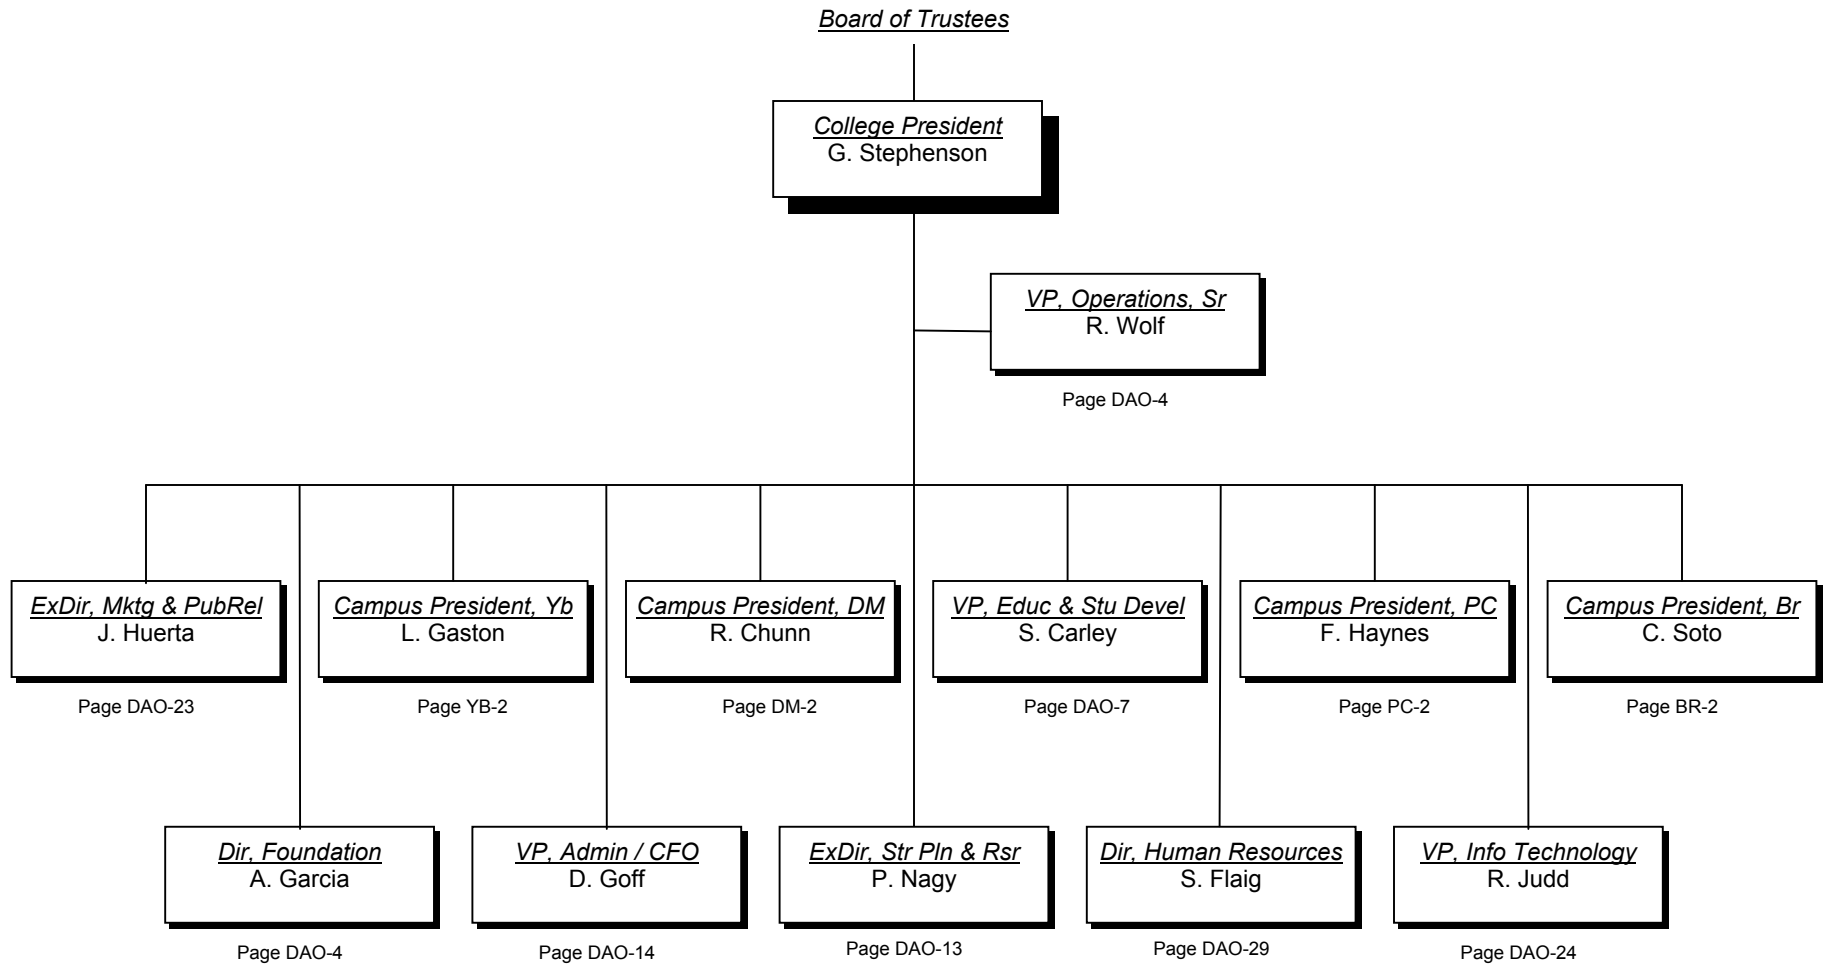 Board of Trustees
College President
G. Stephenson
VP, Operations, Sr
R. Wolf
Page DAO-4
ExDir, Mktg & PubRel
J. Huerta
Page DAO-23
Campus President, Yb
L. Gaston
Page YB-2
Campus President, DM
R. Chunn
Page DM-2
VP, Educ & Stu Devel
S. Carley
Page DAO-7
Campus President, PC
F. Haynes
Page PC-2
Campus President, Br
C. Soto
Page BR-2
Dir, Foundation
A. Garcia
Page DAO-4
VP, Admin / CFO
D. Goff
Page DAO-14
ExDir, Str Pln & Rsr
P. Nagy
Page DAO-13
Dir, Human Resources
S. Flaig
Page DAO-29
VP, Info Technology
R. Judd
Page DAO-24